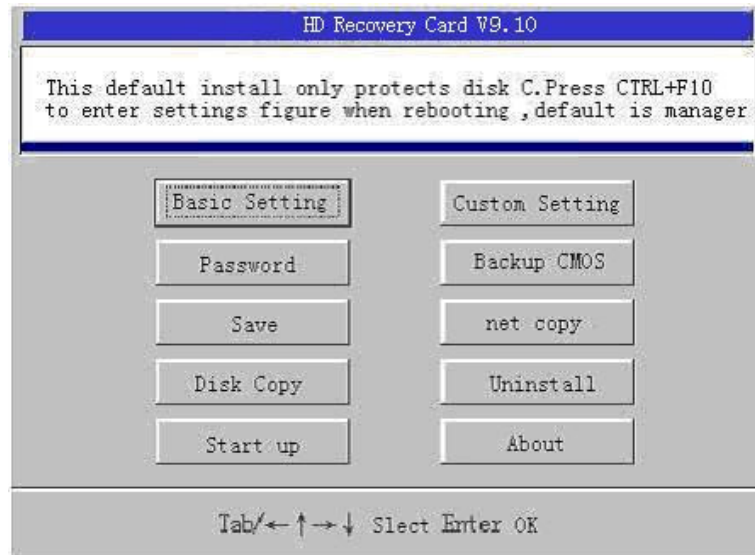 HD Recovery Card V9.10
This default install only protects disk C.Press CTRL+F10
to enter settings figure when rebooting ,default is manager
Basic Setting
Custom Setting
Password
Backup CMOS
Save
net copy
Disk Copy
Uninstall
Start up
About
Tab/←↑→↓ Slect Enter OK